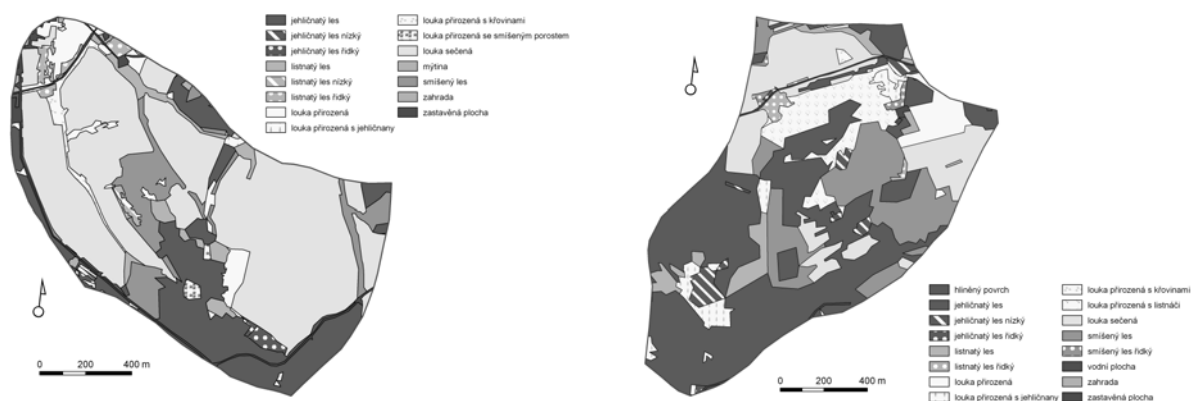 jehličnatý les
jehličnatý les nízký
jehličnatý les řídký
listnatý les
listnatý les nízký
listnatý les řídký
louka přirozená
louka přirozená s jehličnany
louka přirozená s křovinami
louka přirozená se smíšeným porostem
louka sečená
mýtina
smíšený les
zahrada
zastavěná plocha
0 200 400 m
hliněný povrch
jehličnatý les
jehličnatý les nízký
jehličnatý les řídký
listnatý les
listnatý les řídký
louka přirozená
louka přirozená s jehličnany
louka přirozená s křovinami
louka přirozená s listnáči
louka sečená
smíšený les
smíšený les řídký
vodní plocha
zahrada
zastavěná plocha
0 200 400 m